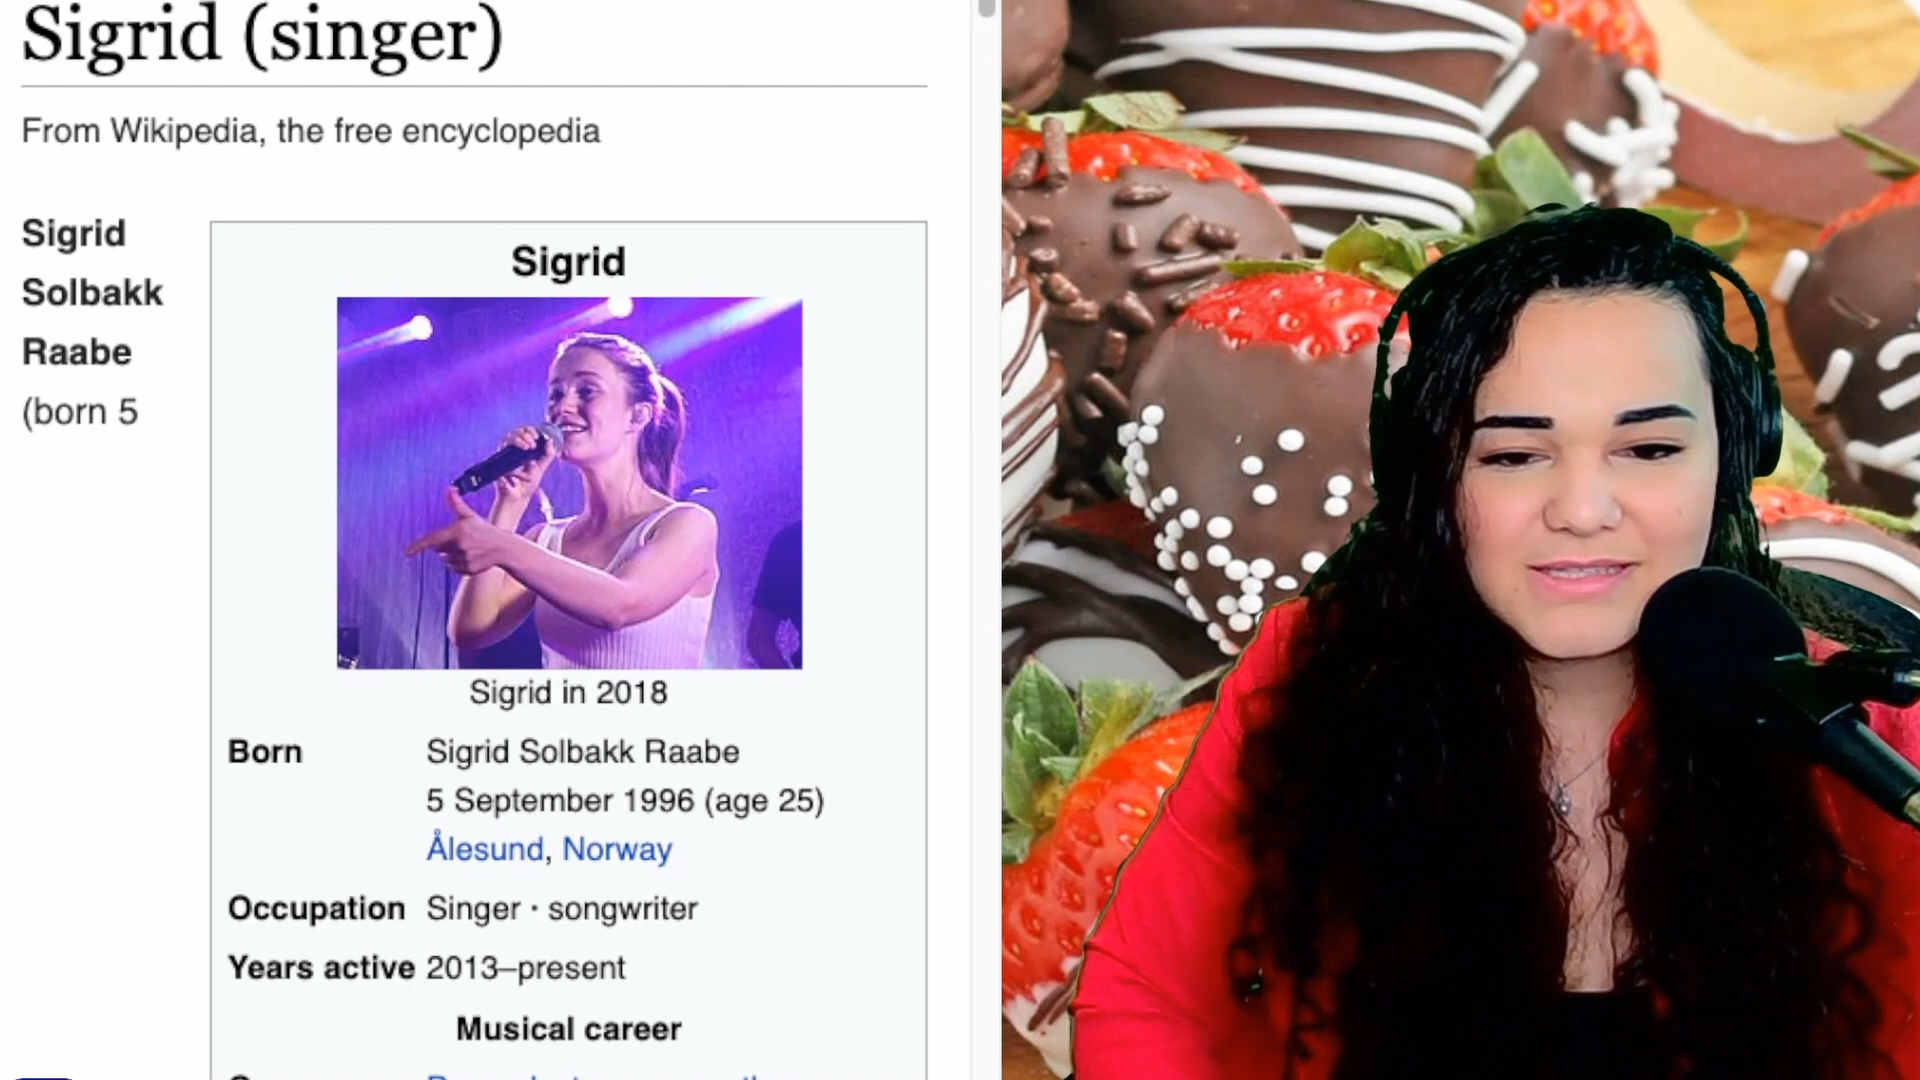 Sigrid (singer)
From Wikipedia, the free encyclopedia
Sigrid
Solbakk
Raabe
(born 5
Sigrid
Sigrid in 2018
Born Sigrid Solbakk Raabe
5 September 1996 (age 25)
Ålesund, Norway
Occupation Singer · songwriter
Years active 2013–present
Musical career